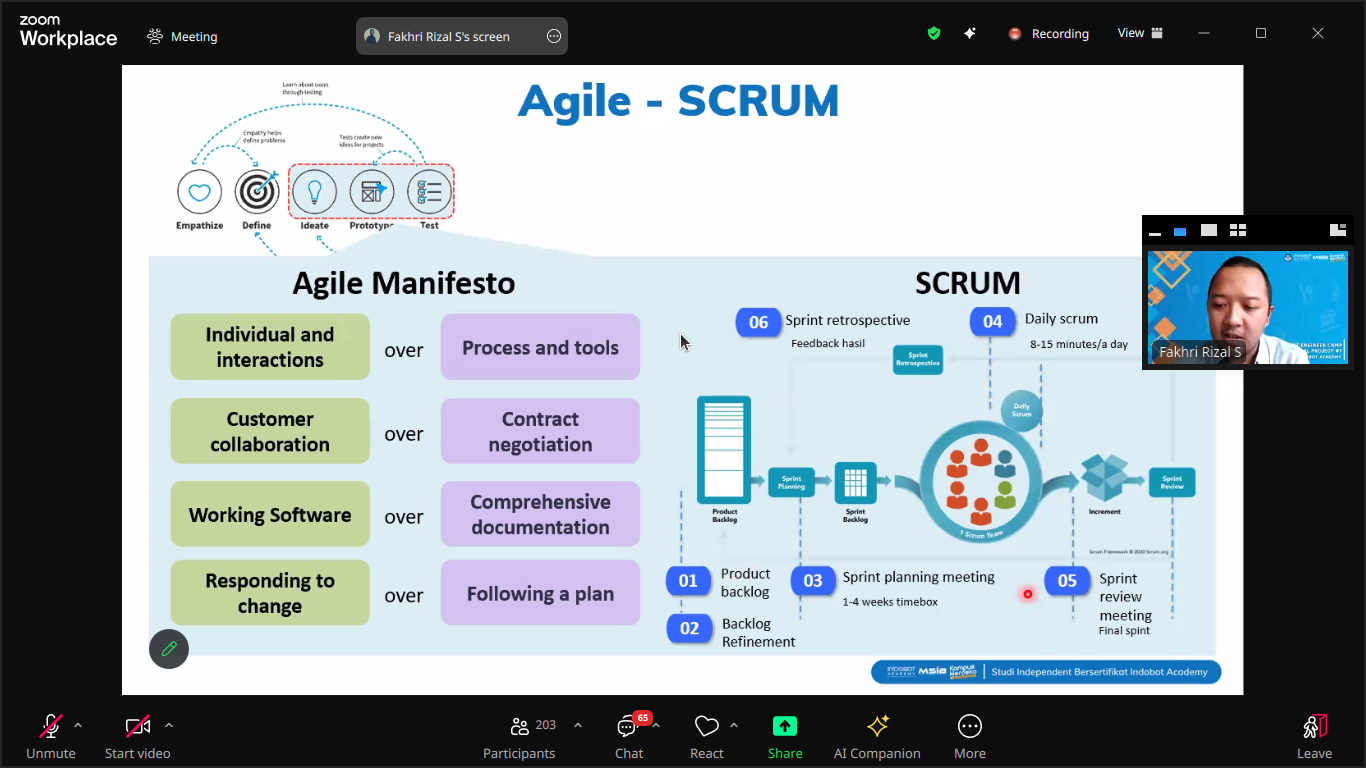 zoom
Workplace
Meeting
Fakhri Rizal S's screen
Recording
View
Agile - SCRUM
Learn about users
through testing
Empathy helps
define problems
Tests create new
ideas for projects
Empathize
Define
Ideate
Prototype
Test
Agile Manifesto
Individual and
interactions
over
Process and tools
Customer
collaboration
over
Contract
negotiation
Working Software
over
Comprehensive
documentation
Responding to
change
over
Following a plan
SCRUM
06
Sprint retrospective
Feedback hasil
04
Daily scrum
8-15 minutes/a day
Sprint
Retrospective
Daily
Scrum
Product
Backlog
Sprint
Planning
Sprint
Backlog
1 Scrum Team
Increment
Sprint
Review
Scrum Framework © 2020 Scrum.org
01
Product
backlog
02
Backlog
Refinement
03
Sprint planning meeting
1-4 weeks timebox
05
Sprint
review
meeting
Final spint
INDOBOT
ACADEMY
MSIB
Kampus
Merdeka
Studi Independent Bersertifikat Indobot Academy
Fakhri Rizal S
ENGINEER CAMP
PROJECT #7
INDOBOT ACADEMY
Unmute
Start video
203
Participants
65
Chat
React
Share
AI Companion
More
Leave